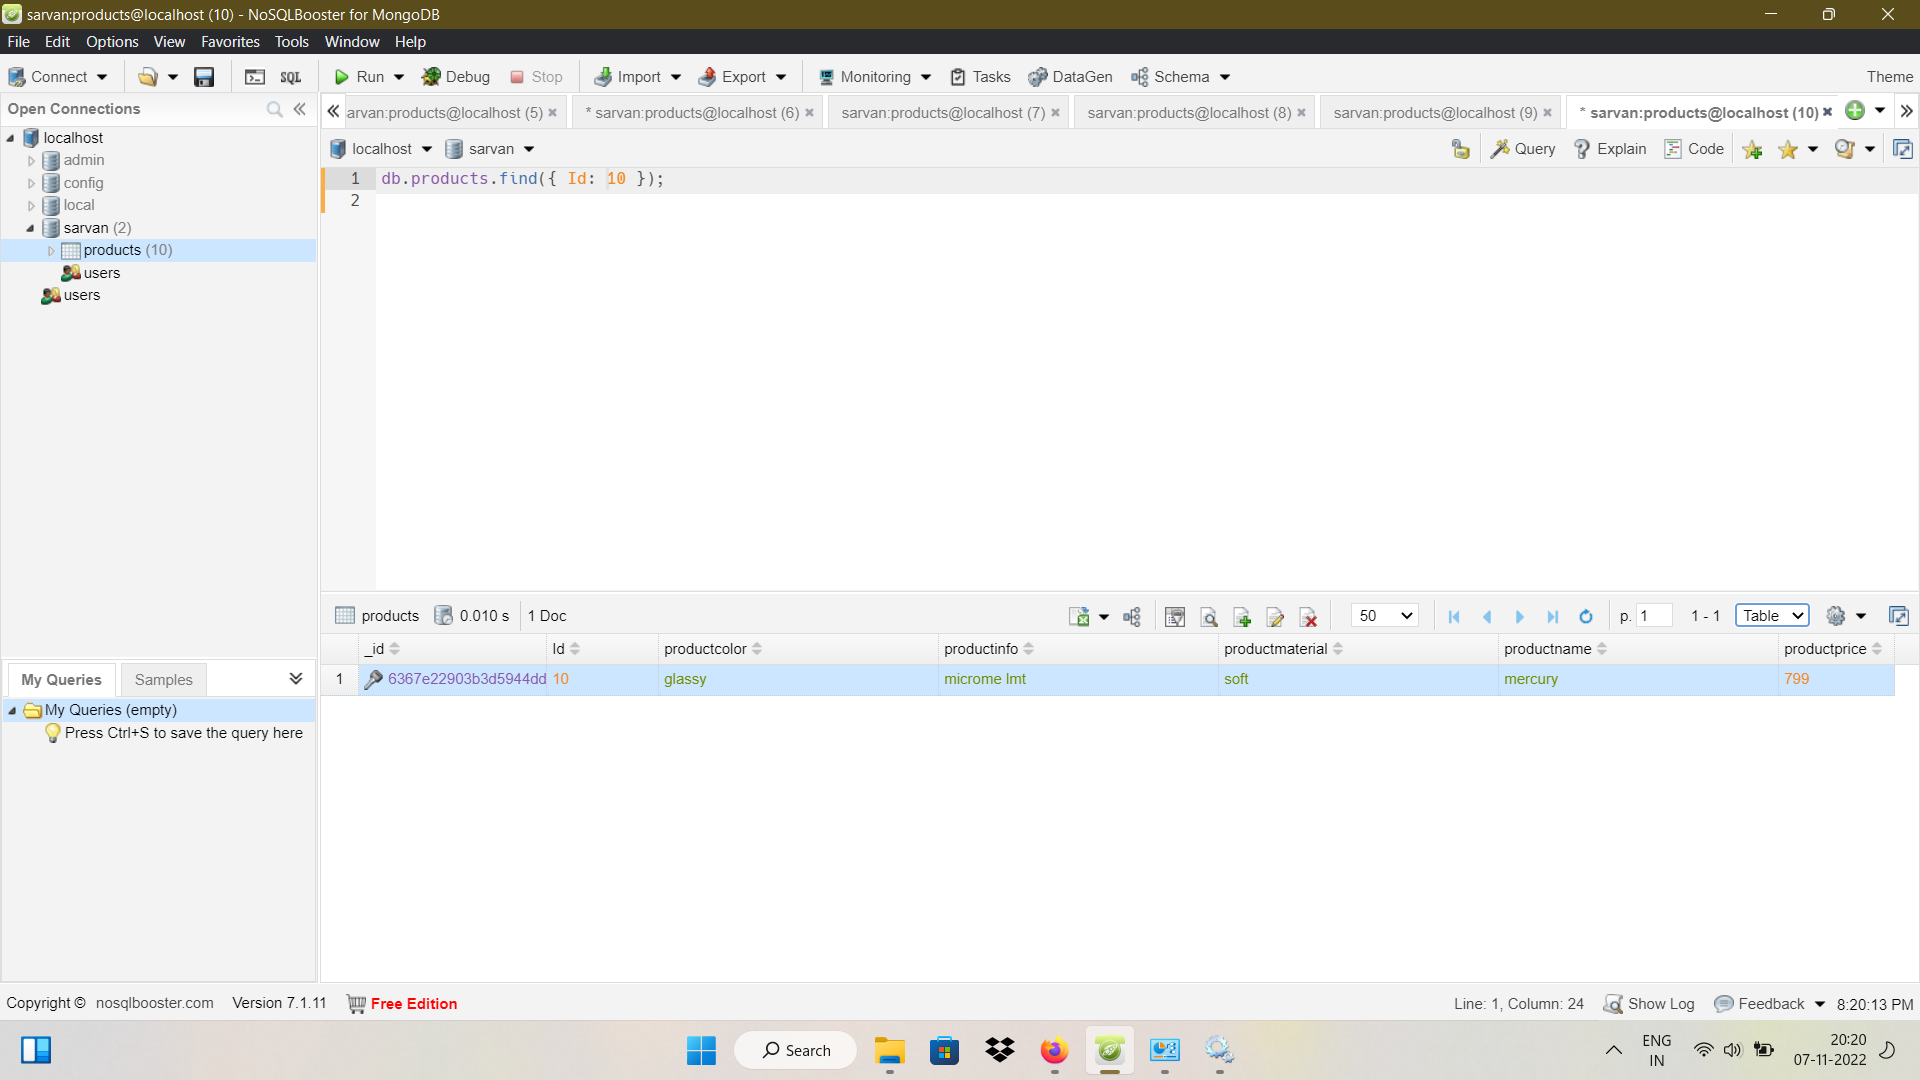 sarvan:products@localhost (10) - NoSQLBooster for MongoDB
File Edit Options View Favorites Tools Window Help
Connect SQL Run Debug Stop Import Export Monitoring Tasks DataGen Schema Theme
Open Connections
arvan:products@localhost (5) * sarvan:products@localhost (6) sarvan:products@localhost (7) sarvan:products@localhost (8) sarvan:products@localhost (9) * sarvan:products@localhost (10)
localhost
admin
config
local
sarvan (2)
products (10)
users
users
localhost sarvan Query Explain Code
1 db.products.find({ Id: 10 });
2
products 0.010 s 1 Doc 50 p. 1 1 - 1 Table
_id Id productcolor productinfo productmaterial productname productprice
1 6367e22903b3d5944dd 10 glassy microme lmt soft mercury 799
My Queries Samples
My Queries (empty)
Press Ctrl+S to save the query here
Copyright © nosqlbooster.com Version 7.1.11 Free Edition Line: 1, Column: 24 Show Log Feedback 8:20:13 PM
Search
ENG
IN
20:20
07-11-2022